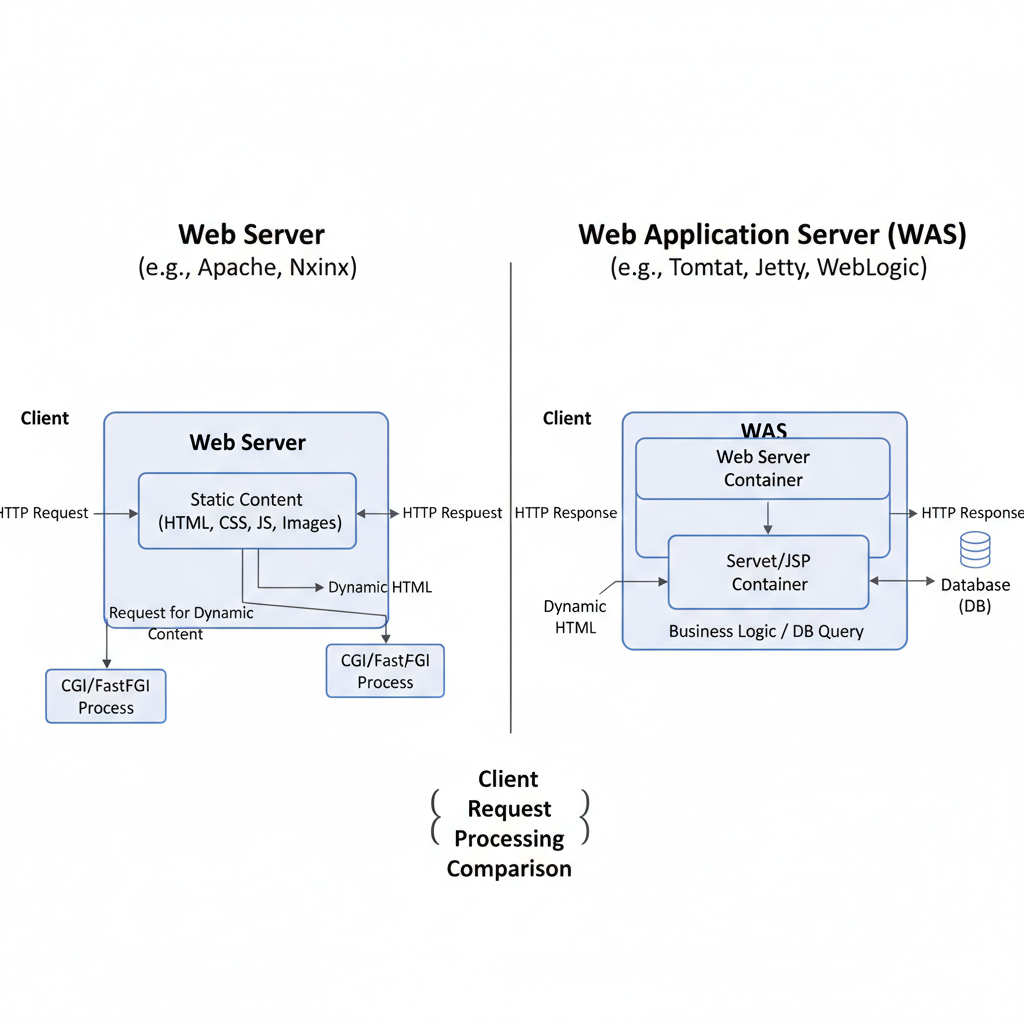 Web Server
(e.g., Apache, Nxinx)
Client
Web Server
HTTP Request
Static Content
(HTML, CSS, JS, Images)
HTTP Respuest
Dynamic HTML
Request for Dynamic
Content
CGI/FastFGI
Process
CGI/FastFGI
Process
Web Application Server (WAS)
(e.g., Tomtat, Jetty, WebLogic)
Client
WAS
Web Server
Container
HTTP Response
HTTP Response
Servet/JSP
Container
Dynamic
HTML
Database
(DB)
Business Logic / DB Query
Client
Request
Processing
Comparison